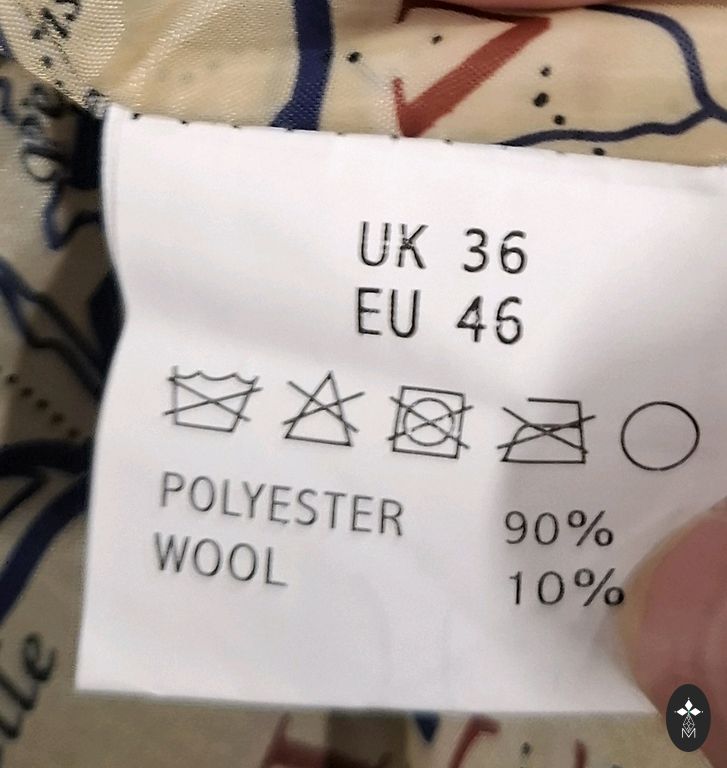 UK 36
EU 46
POLYESTER 90%
WOOL 10%